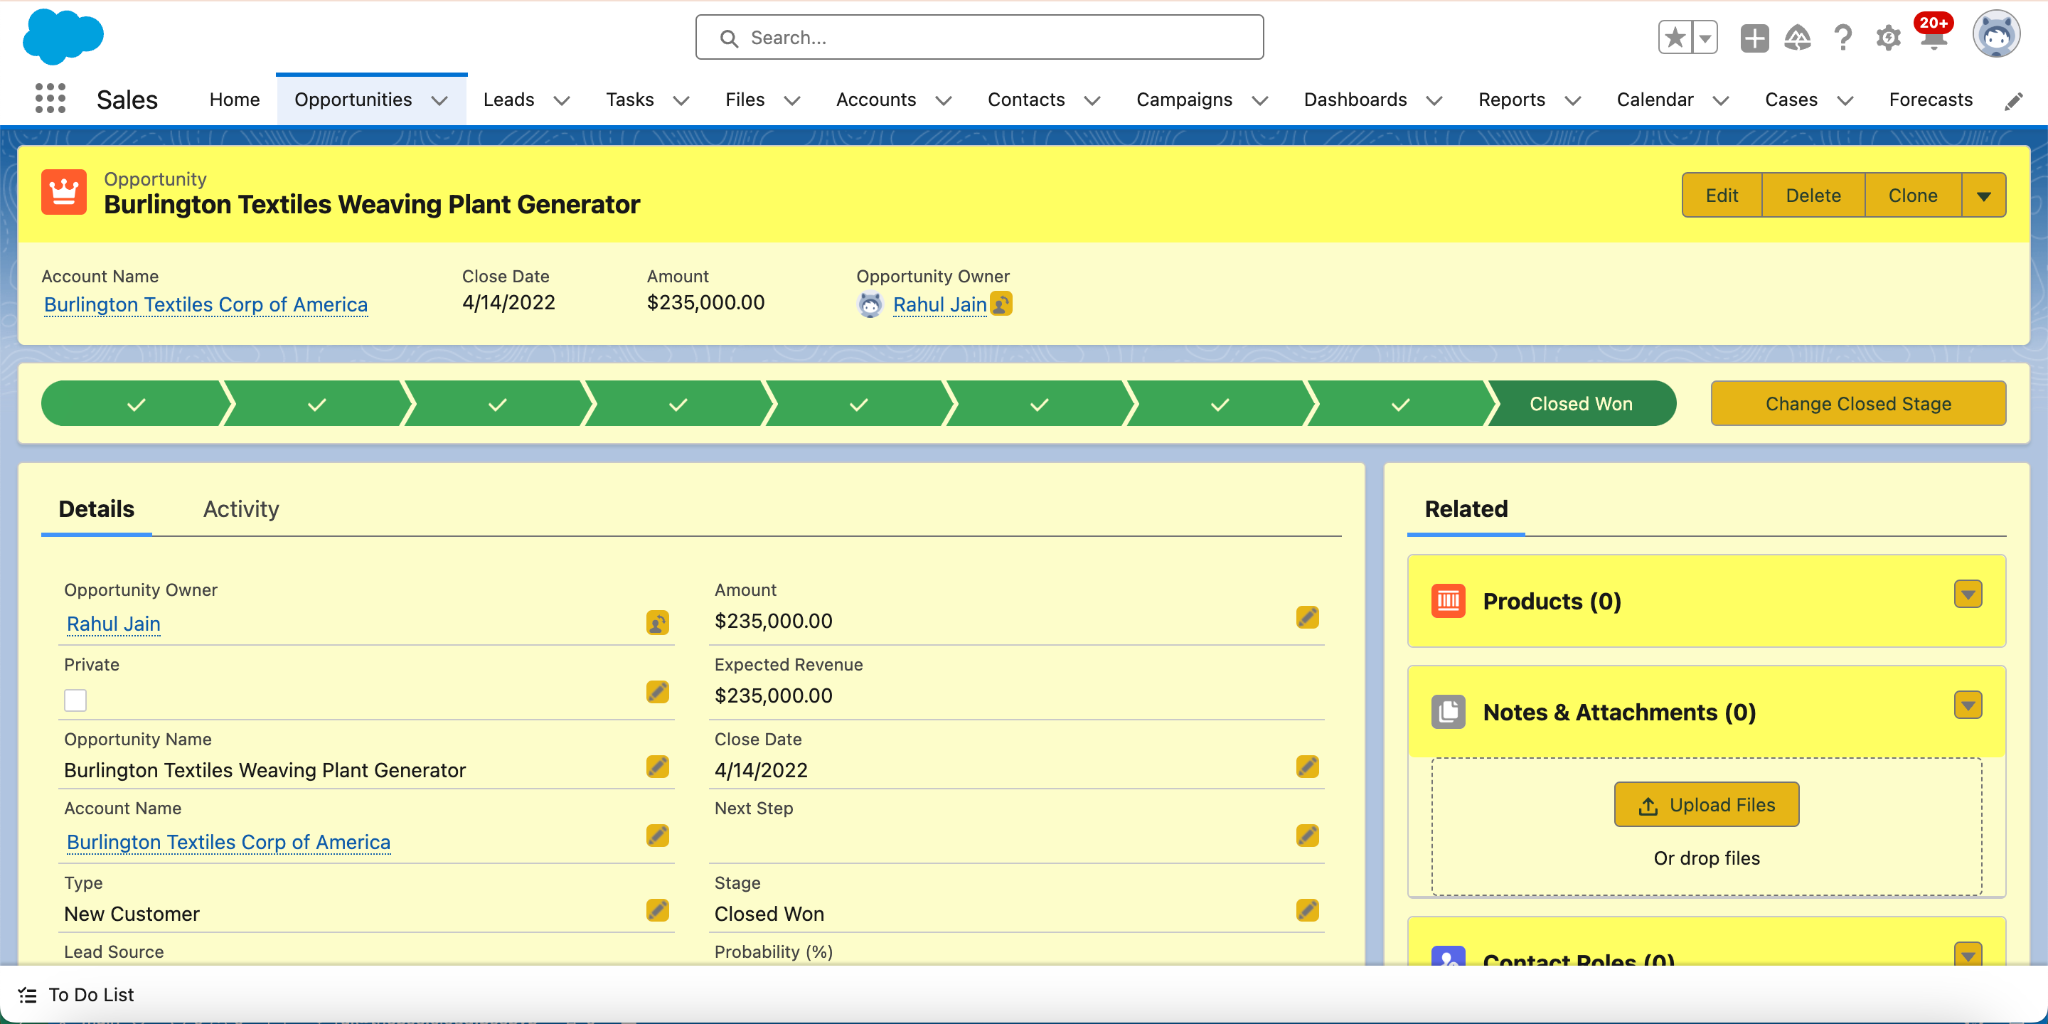 Search...
20+
Sales
Home
Opportunities
Leads
Tasks
Files
Accounts
Contacts
Campaigns
Dashboards
Reports
Calendar
Cases
Forecasts
Opportunity
Burlington Textiles Weaving Plant Generator
Edit
Delete
Clone
Account Name
Close Date
Amount
Opportunity Owner
Burlington Textiles Corp of America
4/14/2022
$235,000.00
Rahul Jain
Closed Won
Change Closed Stage
Details
Activity
Opportunity Owner
Rahul Jain
Amount
$235,000.00
Private
Expected Revenue
$235,000.00
Opportunity Name
Burlington Textiles Weaving Plant Generator
Close Date
4/14/2022
Account Name
Burlington Textiles Corp of America
Next Step
Type
New Customer
Stage
Closed Won
Lead Source
Probability (%)
Related
Products (0)
Notes & Attachments (0)
Upload Files
Or drop files
Contact Roles (0)
To Do List